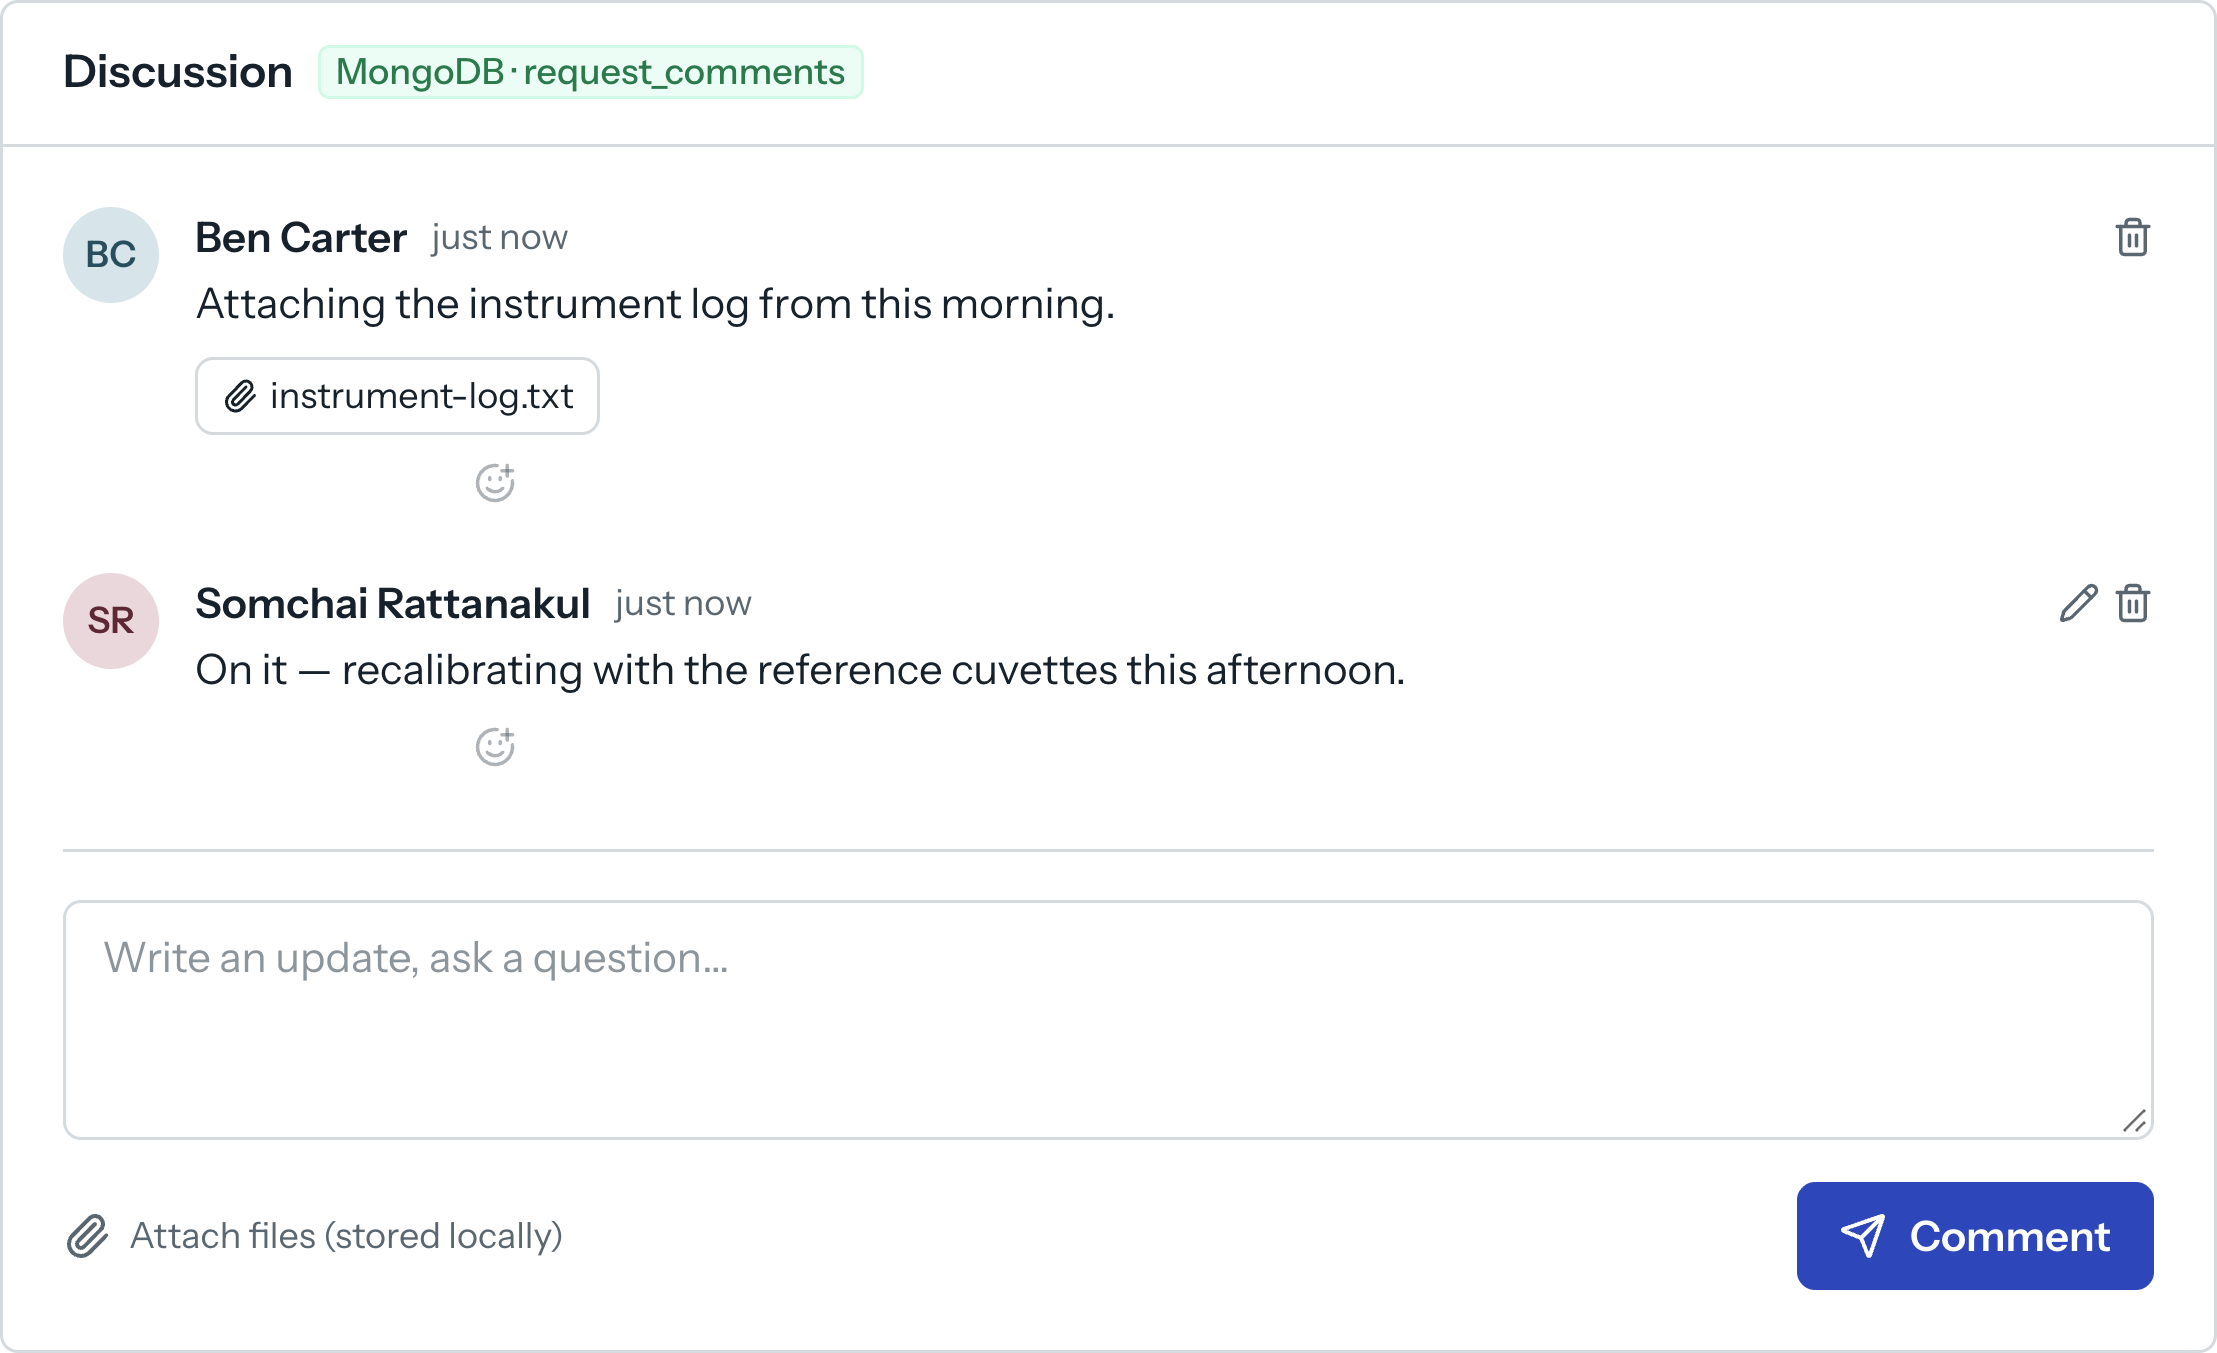 Discussion MongoDB · request_comments
BC Ben Carter just now
Attaching the instrument log from this morning.
instrument-log.txt
SR Somchai Rattanakul just now
On it — recalibrating with the reference cuvettes this afternoon.
Write an update, ask a question...
Attach files (stored locally)
Comment